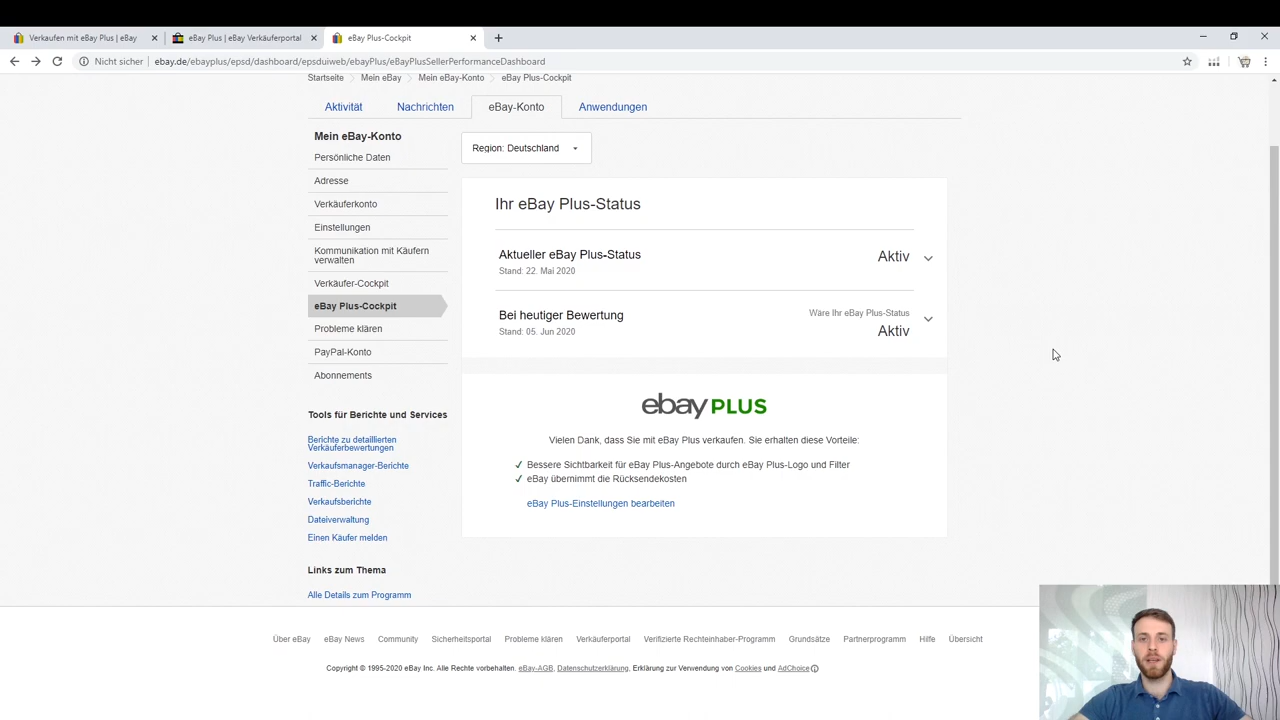 Verkaufen mit eBay Plus | eBay
eBay Plus | eBay Verkäuferportal
eBay Plus-Cockpit
Nicht sicher
ebay.de/ebayplus/epsd/dashboard/epsduiweb/ebayPlus/eBayPlusSellerPerformanceDashboard
Startseite Mein eBay Mein eBay-Konto eBay Plus-Cockpit
Aktivität Nachrichten eBay-Konto Anwendungen
Mein eBay-Konto
Persönliche Daten
Adresse
Verkäuferkonto
Einstellungen
Kommunikation mit Käufern
verwalten
Verkäufer-Cockpit
eBay Plus-Cockpit
Probleme klären
PayPal-Konto
Abonnements
Tools für Berichte und Services
Berichte zu detaillierten
Verkäuferbewertungen
Verkaufsmanager-Berichte
Traffic-Berichte
Verkaufsberichte
Dateiverwaltung
Einen Käufer melden
Links zum Thema
Alle Details zum Programm
Region: Deutschland
Ihr eBay Plus-Status
Aktueller eBay Plus-Status
Stand: 22. Mai 2020
Aktiv
Bei heutiger Bewertung
Stand: 05. Jun 2020
Wäre Ihr eBay Plus-Status
Aktiv
ebay PLUS
Vielen Dank, dass Sie mit eBay Plus verkaufen. Sie erhalten diese Vorteile:
✓ Bessere Sichtbarkeit für eBay Plus-Angebote durch eBay Plus-Logo und Filter
✓ eBay übernimmt die Rücksendekosten
eBay Plus-Einstellungen bearbeiten
Über eBay eBay News Community Sicherheitsportal Probleme klären Verkäuferportal Verifizierte Rechteinhaber-Programm Grundsätze Partnerprogramm Hilfe Übersicht
Copyright © 1995-2020 eBay Inc. Alle Rechte vorbehalten. eBay-AGB, Datenschutzerklärung, Erklärung zur Verwendung von Cookies und AdChoice